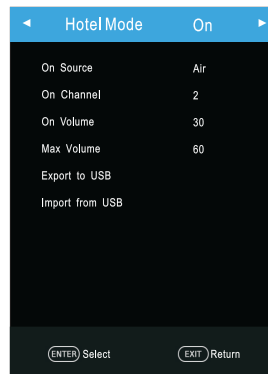 Hotel Mode On
On Source Air
On Channel 2
On Volume 30
Max Volume 60
Export to USB
Import from USB
ENTER Select EXIT Return